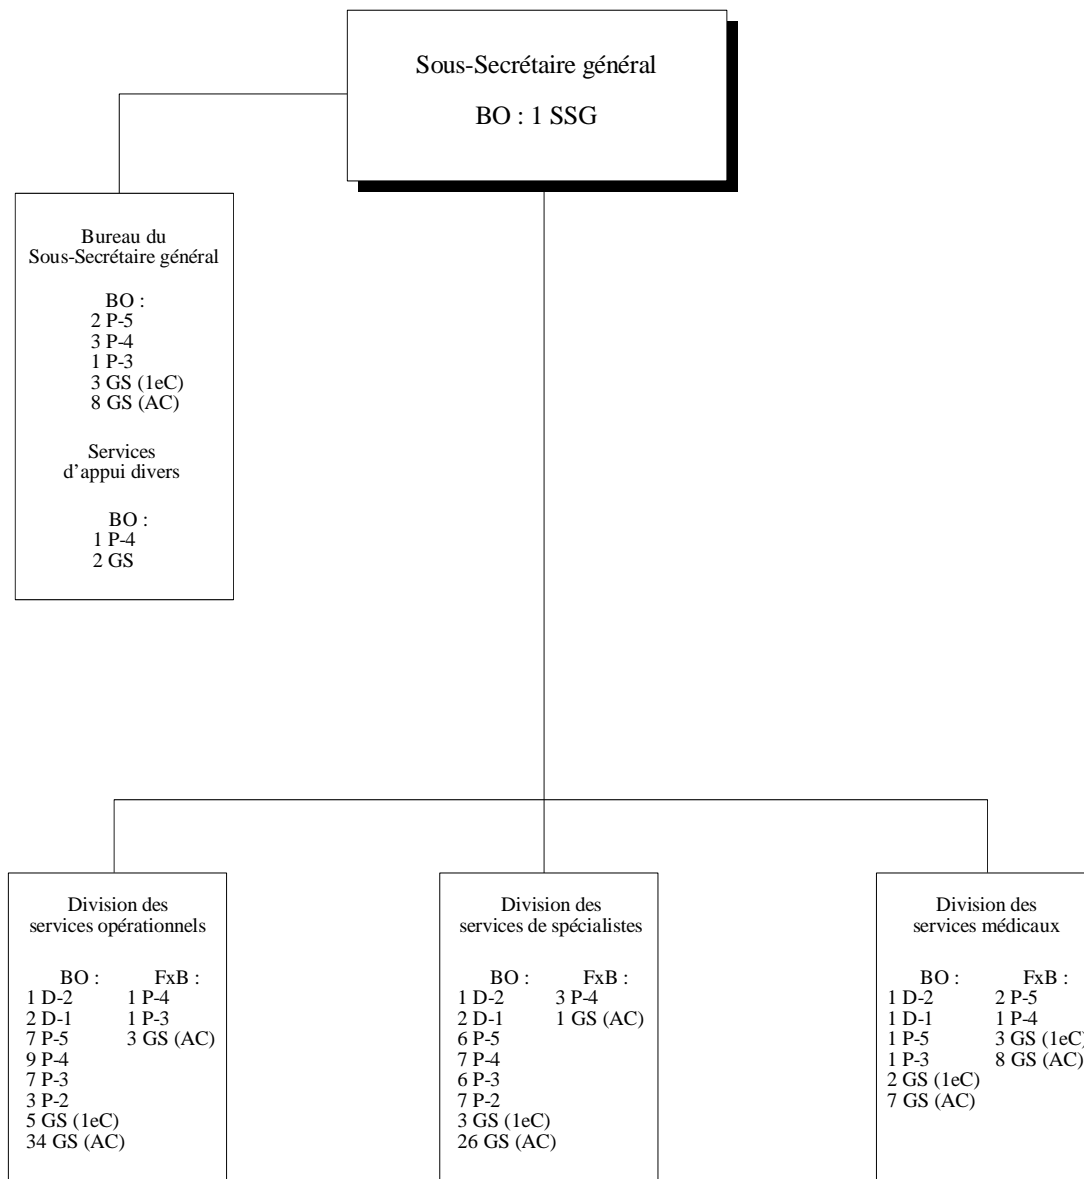 Sous-Secrétaire général
BO : 1 SSG
Bureau du
Sous-Secrétaire général
BO :
2 P-5
3 P-4
1 P-3
3 GS (1eC)
8 GS (AC)
Services
d’appui divers
BO :
1 P-4
2 GS
Division des
services opérationnels
BO :
1 D-2
2 D-1
7 P-5
9 P-4
7 P-3
3 P-2
5 GS (1eC)
34 GS (AC)
FxB :
1 P-4
1 P-3
3 GS (AC)
Division des
services de spécialistes
BO :
1 D-2
2 D-1
6 P-5
7 P-4
6 P-3
7 P-2
3 GS (1eC)
26 GS (AC)
FxB :
3 P-4
1 GS (AC)
Division des
services médicaux
BO :
1 D-2
1 D-1
1 P-5
1 P-3
2 GS (1eC)
7 GS (AC)
FxB :
2 P-5
1 P-4
3 GS (1eC)
8 GS (AC)